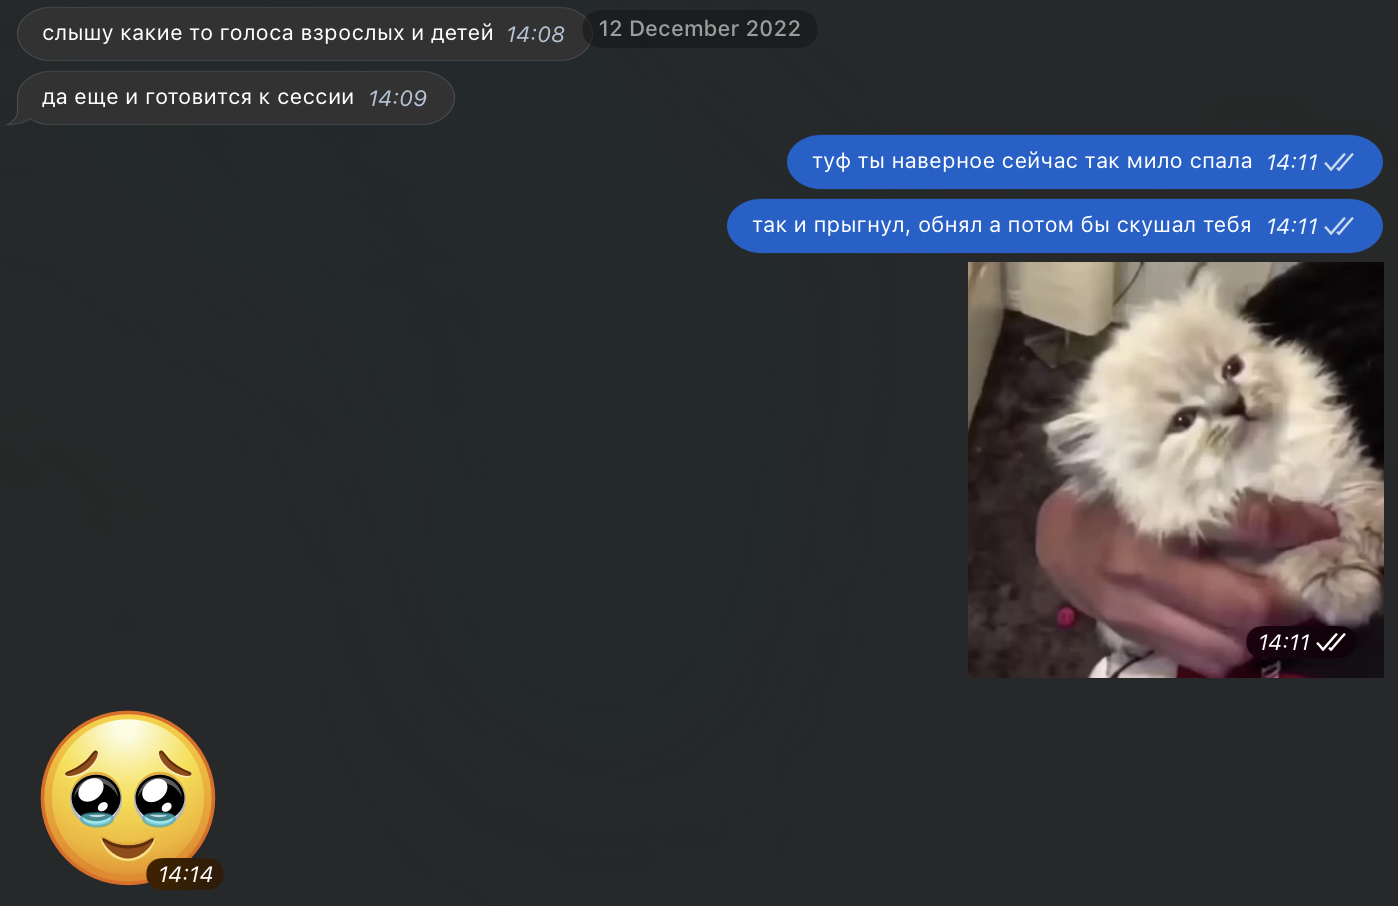 слышу какие то голоса взрослых и детей 14:08
12 December 2022
да еще и готовится к сессии 14:09
туф ты наверное сейчас так мило спала 14:11
так и прыгнул, обнял а потом бы скушал тебя 14:11
14:11
14:14